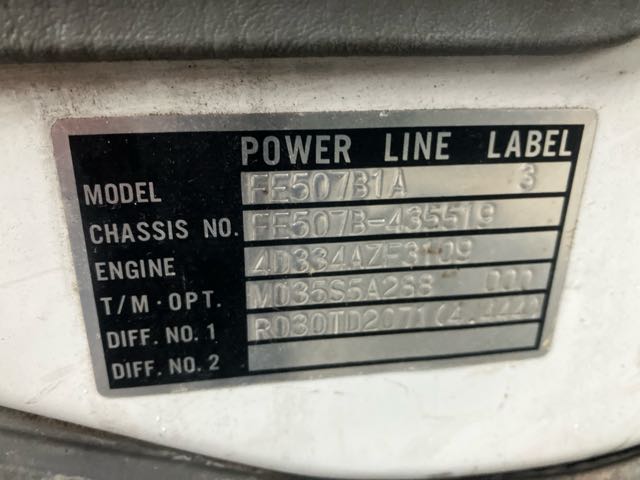 POWER LINE LABEL
MODEL FE507B1A 3
CHASSIS NO. FE507B-435519
ENGINE 4D334AZF3109
T/M·OPT. M035S5A288 000
DIFF. NO. 1 R030TD2071(4.444)
DIFF. NO. 2